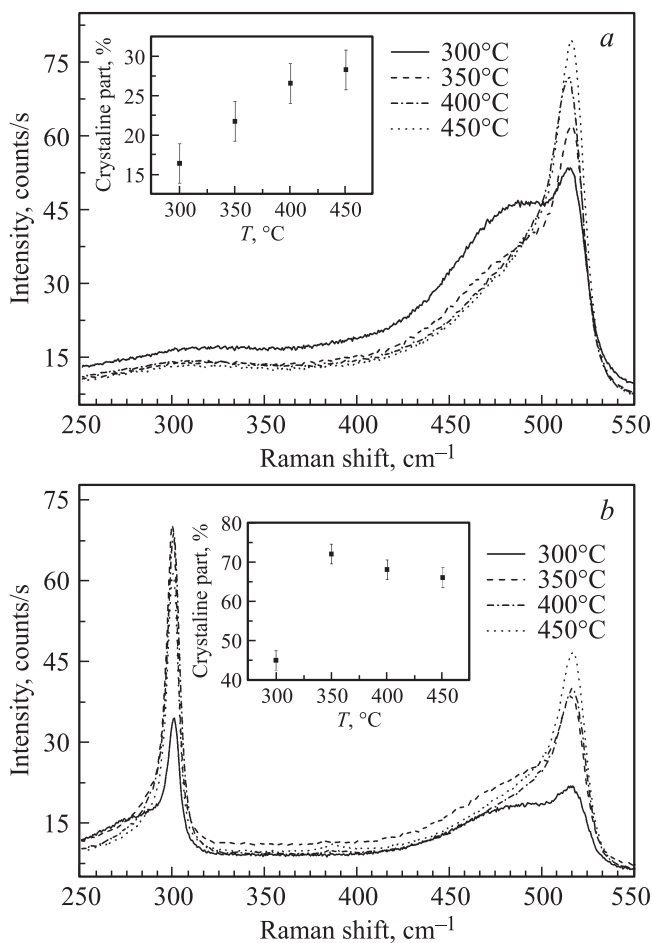 a
300°C
350°C
400°C
450°C
75
60
45
30
15
Intensity, counts/s
30
25
20
15
Crystaline part, %
300 350 400 450
T, °C
250 300 350 400 450 500 550
Raman shift, cm–1
b
300°C
350°C
400°C
450°C
75
60
45
30
15
Intensity, counts/s
80
70
60
50
40
Crystaline part, %
300 350 400 450
T, °C
250 300 350 400 450 500 550
Raman shift, cm–1